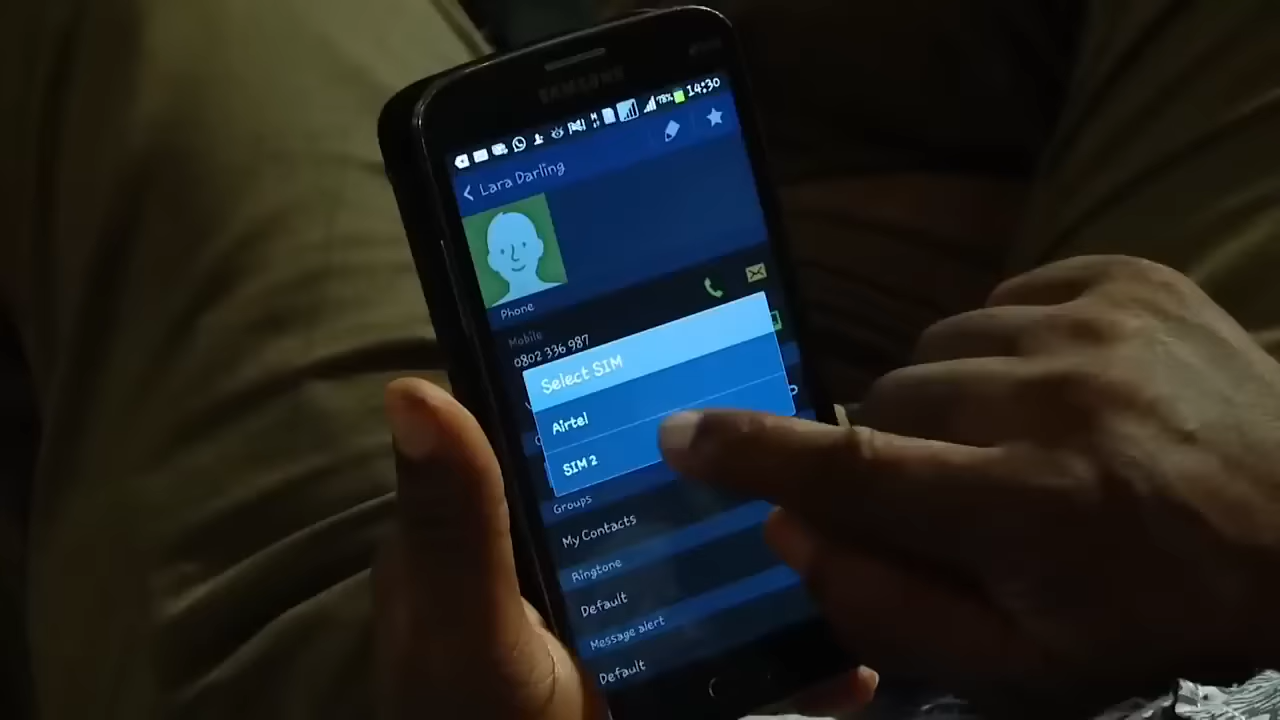 SAMSUNG
78% 14:30
Lara Darling
Phone
Mobile
0802 336 987
Select SIM
Airtel
SIM 2
Groups
My Contacts
Ringtone
Default
Message alert
Default